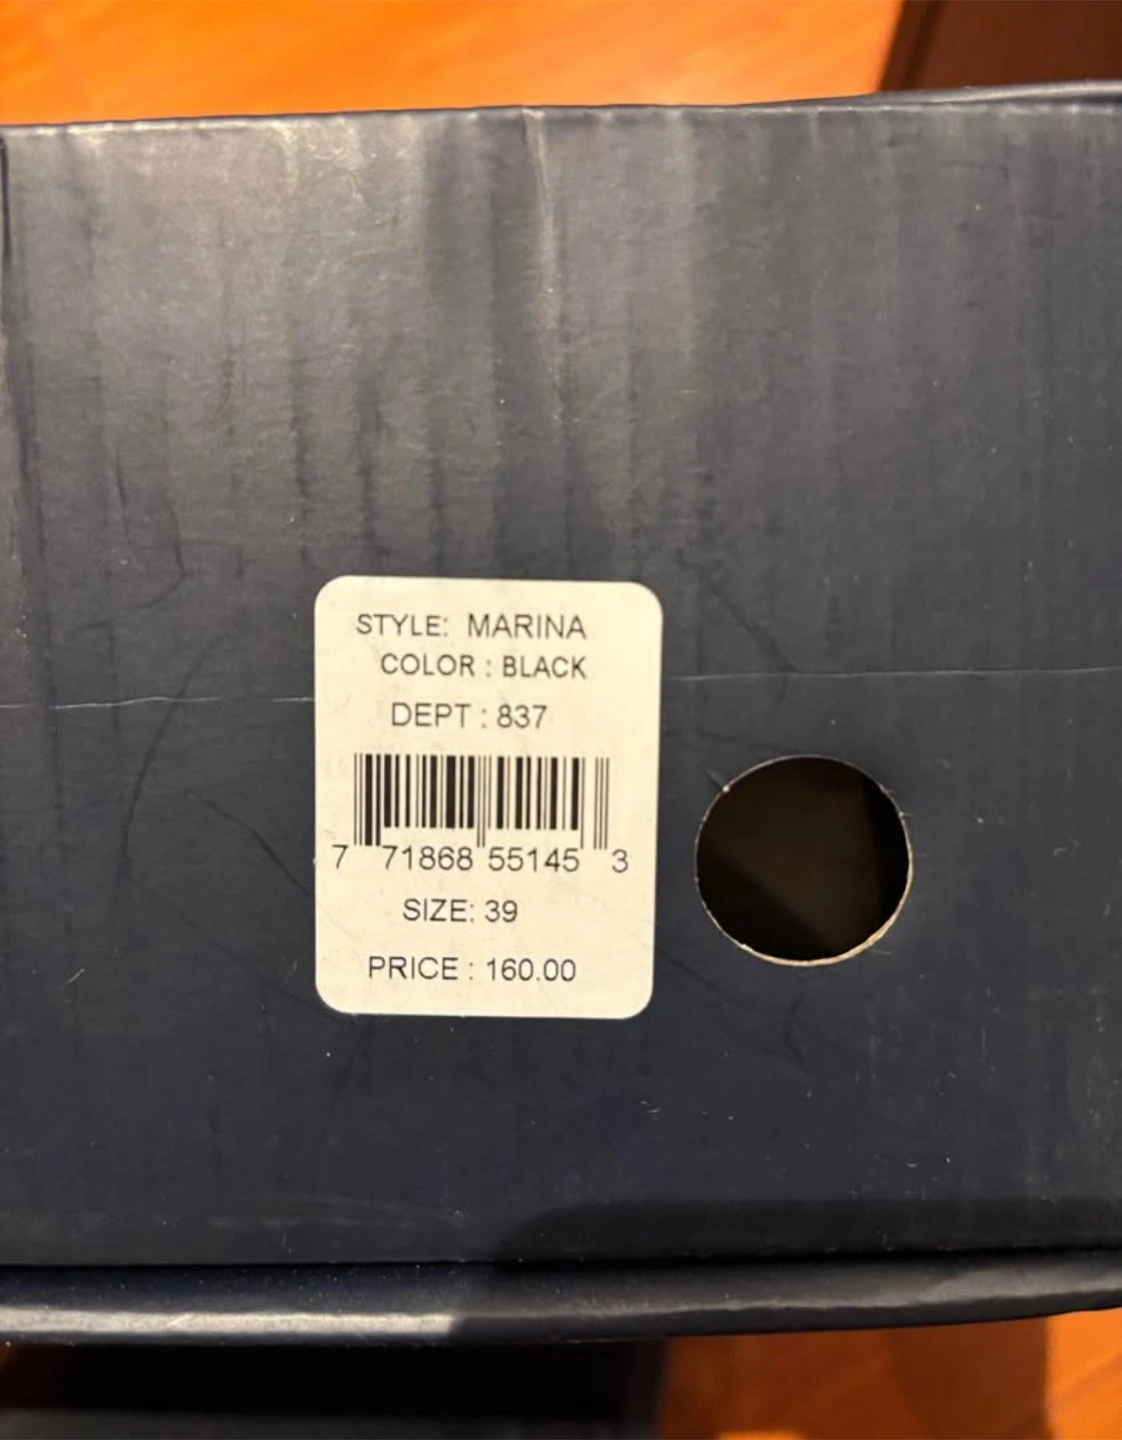 STYLE: MARINA
COLOR : BLACK
DEPT : 837
7 71868 55145 3
SIZE: 39
PRICE : 160.00